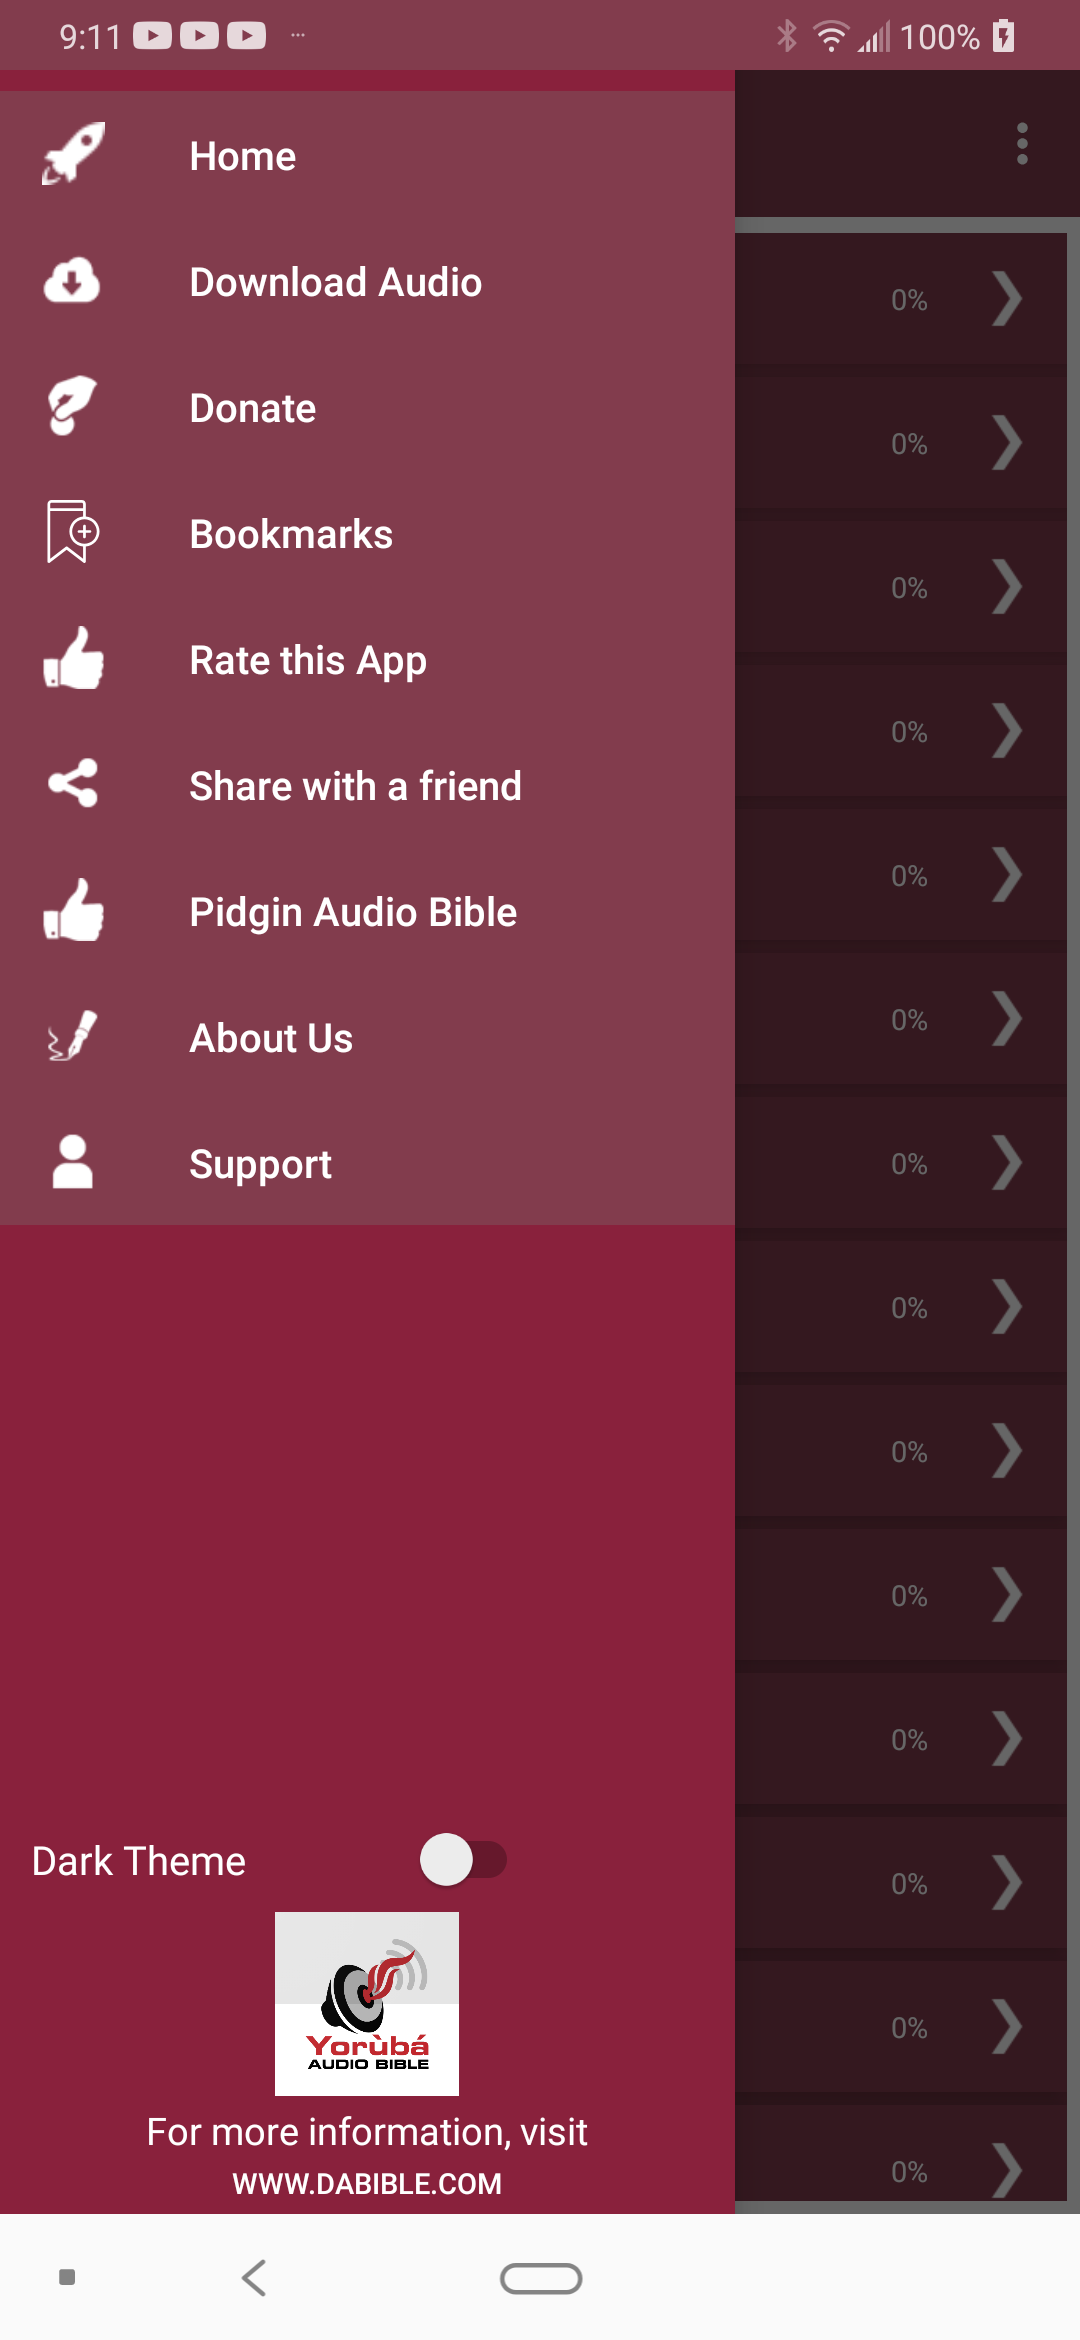 9:11 100%
Home
Download Audio
0%
Donate
0%
Bookmarks
0%
Rate this App
0%
Share with a friend
0%
Pidgin Audio Bible
0%
About Us
0%
Support
0%
0%
0%
0%
0%
Dark Theme
0%
Yorùbá
AUDIO BIBLE
0%
For more information, visit
0%
WWW.DABIBLE.COM